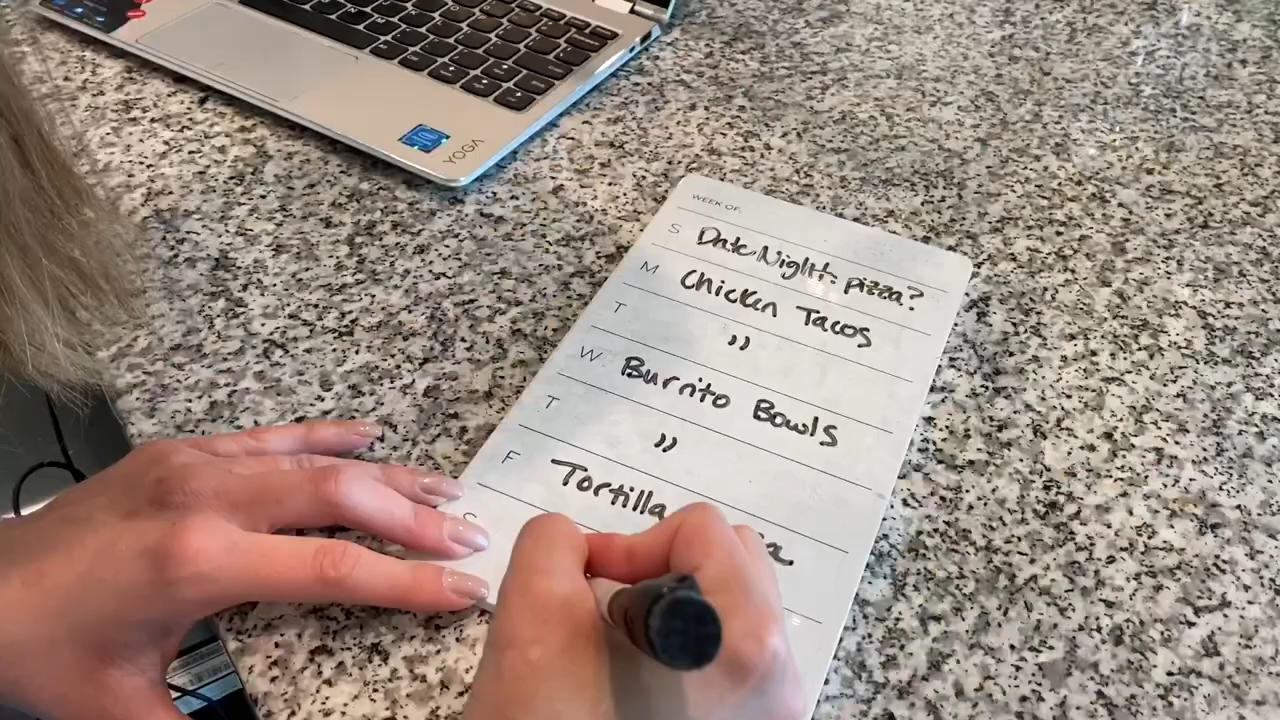 YOGA
WEEK OF:
S Date Night: pizza?
M Chicken Tacos
T ''
W Burrito Bowls
T ''
F Tortilla
S